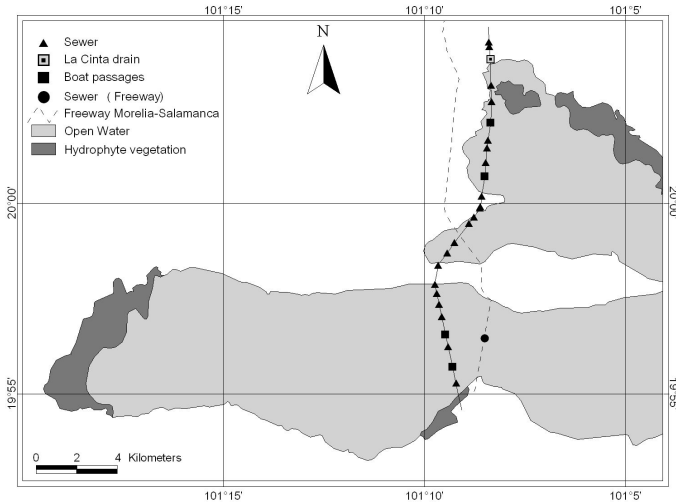 101°15'
101°10'
101°5'
N
Sewer
La Cinta drain
Boat passages
Sewer ( Freeway)
Freeway Morelia-Salamanca
Open Water
Hydrophyte vegetation
20°00'
20°00'
19°55'
19°55'
0 2 4 Kilometers
101°15'
101°10'
101°5'